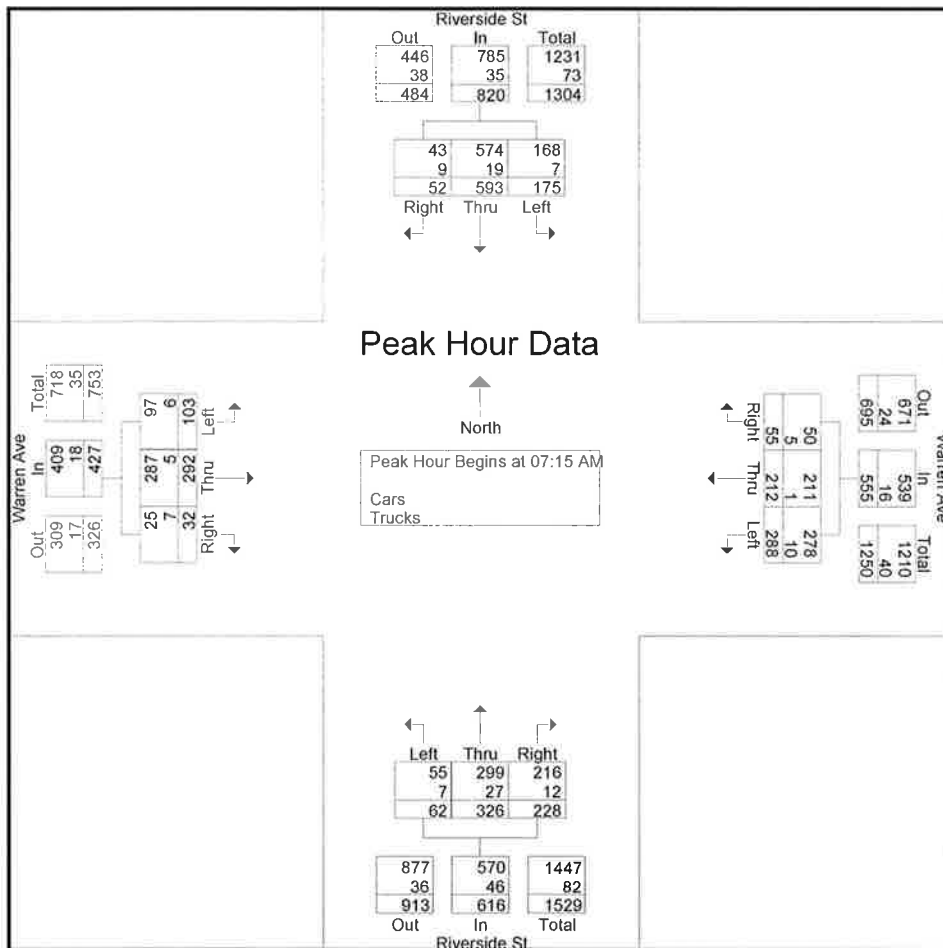 Riverside St
Out In Total
446 785 1231
38 35 73
484 820 1304
43 574 168
9 19 7
52 593 175
Right Thru Left
Peak Hour Data
North
Peak Hour Begins at 07:15 AM
Cars
Trucks
Warren Ave
Out In Total
309 409 718
17 18 35
326 427 753
97 287 25
6 5 7
103 292 32
Left Thru Right
Warren Ave
Out In Total
671 539 1210
24 16 40
695 555 1250
50 211 278
5 1 10
55 212 288
Right Thru Left
Left Thru Right
55 299 216
7 27 12
62 326 228
877 570 1447
36 46 82
913 616 1529
Out In Total
Riverside St